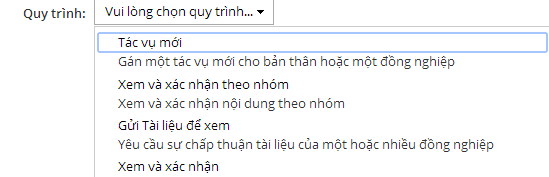 Quy trình: Vui lòng chọn quy trình...
Tác vụ mới
Gán một tác vụ mới cho bản thân hoặc một đồng nghiệp
Xem và xác nhận theo nhóm
Xem và xác nhận nội dung theo nhóm
Gửi Tài liệu để xem
Yêu cầu sự chấp thuận tài liệu của một hoặc nhiều đồng nghiệp
Xem và xác nhận